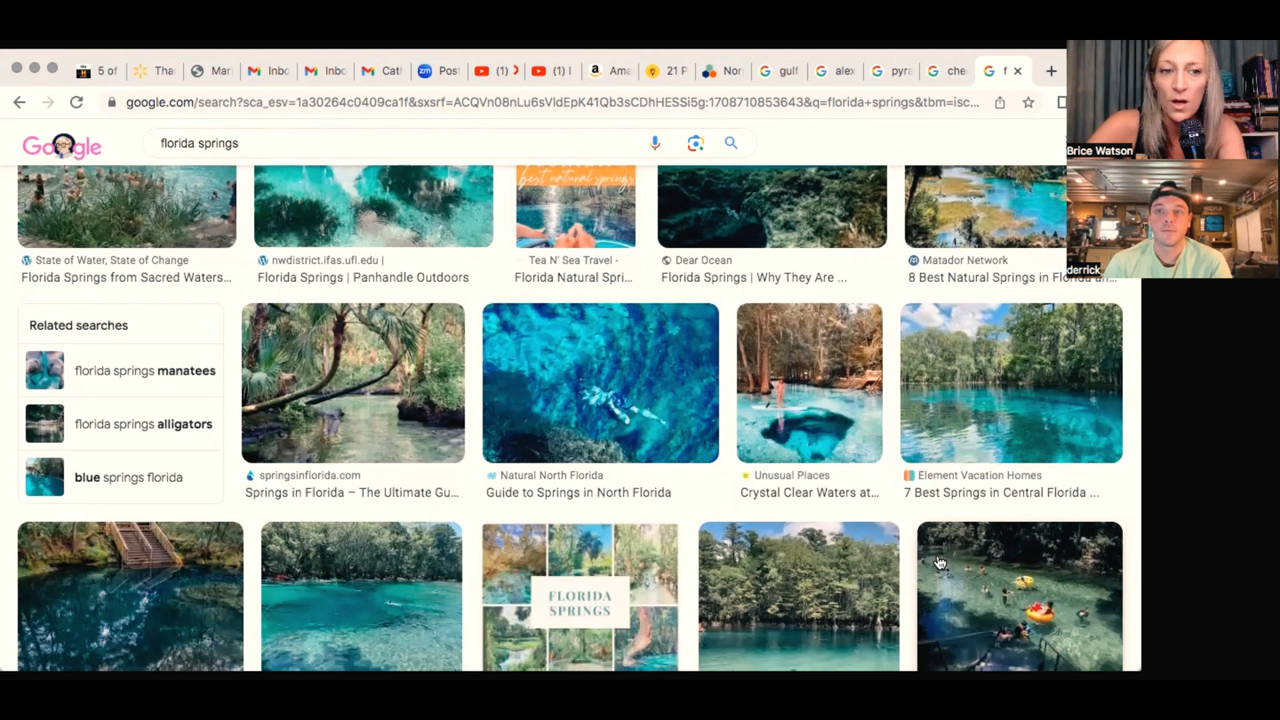 5 of
Tha
Mar
Inbo
Inbo
Cat
zm
Post
(1)
(1) I
Ama
21 P
Nor
gulf
alex
pyra
che
f
google.com/search?sca_esv=1a30264c0409ca1f&sxsrf=ACQVn08nLu6sVldEpK41Qb3sCDhHESSi5g:1708710853643&q=florida+springs&tbm=isc...
Google
florida springs
Brice Watson
derrick
best natural springs
State of Water, State of Change
Florida Springs from Sacred Waters...
nwdistrict.ifas.ufl.edu |
Florida Springs | Panhandle Outdoors
Tea N' Sea Travel -
Florida Natural Spri...
Dear Ocean
Florida Springs | Why They Are ...
Matador Network
8 Best Natural Springs in Florida an...
Related searches
florida springs manatees
florida springs alligators
blue springs florida
springsinflorida.com
Springs in Florida – The Ultimate Gu...
Natural North Florida
Guide to Springs in North Florida
Unusual Places
Crystal Clear Waters at...
Element Vacation Homes
7 Best Springs in Central Florida ...
FLORIDA
SPRINGS